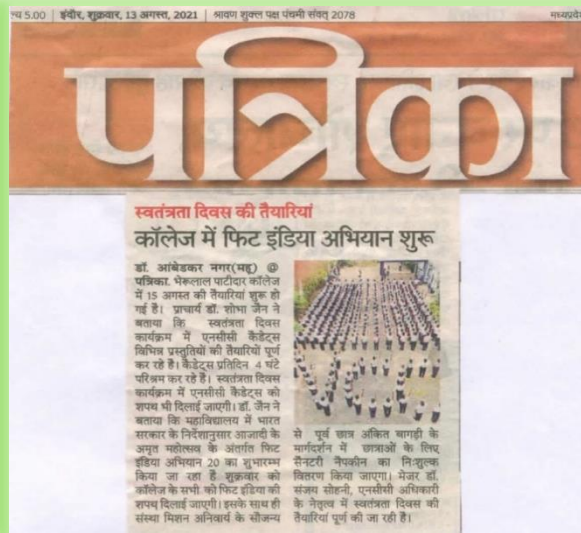 य 5.00 | इंदौर, शुक्रवार, 13 अगस्त, 2021 | श्रावण शुक्ल पक्ष पंचमी संवत् 2078
मध्यप्रदे
पत्रिका
स्वतंत्रता दिवस की तैयारियां
कॉलेज में फिट इंडिया अभियान शुरू
डॉ. आंबेडकर नगर(महू) @
पत्रिका. भेरूलाल पाटीदार कॉलेज
में 15 अगस्त की तैयारियां शुरू हो
गई है। प्राचार्य डॉ. शोभा जैन ने
बताया कि स्वतंत्रता दिवस
कार्यक्रम में एनसीसी कैडेट्स
विभिन्न प्रस्तुतियों की तैयारियों पूर्ण
कर रहे है। कैडेट्स प्रतिदिन 4 घंटे
परिश्रम कर रहे हैं। स्वतंत्रता दिवस
कार्यक्रम में एनसीसी कैडेट्स को
शपथ भी दिलाई जाएगी। डॉ. जैन ने
बताया कि महाविद्यालय में भारत
सरकार के निर्देशानुसार आजादी के
अमृत महोत्सव के अंतर्गत फिट
इंडिया अभियान 20 का शुभारम्भ
किया जा रहा है शुक्रवार को
कॉलेज के सभी को फिट इंडिया की
शपथ दिलाई जाएगी। इसके साथ ही
संस्था मिशन अनिवार्य के सौजन्य
से पूर्व छात्र अंकित बागड़ी के
मार्गदर्शन में छात्राओं के लिए
सैनटरी नैपकीन का निःशुल्क
वितरण किया जाएगा। मेजर डॉ.
संजय सोहनी, एनसीसी अधिकारी
के नेतृत्व में स्वतंत्रता दिवस की
तैयारियां पूर्ण की जा रही हैं।